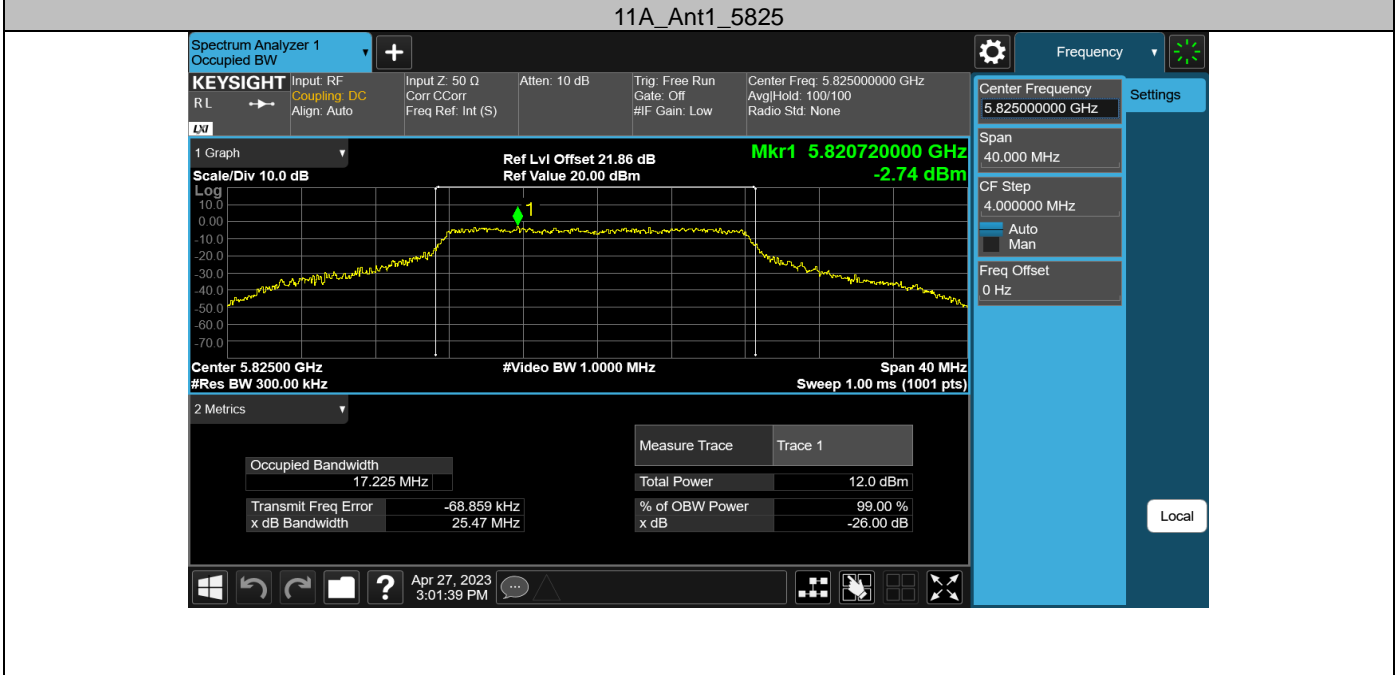 11A_Ant1_5825
Spectrum Analyzer 1
Occupied BW
Frequency
KEYSIGHT
RL
LXI
Input: RF
Coupling: DC
Align: Auto
Input Z: 50 Ω
Corr CCorr
Freq Ref: Int (S)
Atten: 10 dB
Trig: Free Run
Gate: Off
#IF Gain: Low
Center Freq: 5.825000000 GHz
Avg|Hold: 100/100
Radio Std: None
Center Frequency
5.825000000 GHz
Settings
Span
40.000 MHz
CF Step
4.000000 MHz
Auto
Man
Freq Offset
0 Hz
Local
1 Graph
Scale/Div 10.0 dB
Ref Lvl Offset 21.86 dB
Ref Value 20.00 dBm
Mkr1 5.820720000 GHz
-2.74 dBm
Log
10.0
0.00
-10.0
-20.0
-30.0
-40.0
-50.0
-60.0
-70.0
1
Center 5.82500 GHz
#Res BW 300.00 kHz
#Video BW 1.0000 MHz
Span 40 MHz
Sweep 1.00 ms (1001 pts)
2 Metrics
Measure Trace Trace 1
Occupied Bandwidth
17.225 MHz
Total Power 12.0 dBm
Transmit Freq Error -68.859 kHz
% of OBW Power 99.00 %
x dB Bandwidth 25.47 MHz
x dB -26.00 dB
?
Apr 27, 2023
3:01:39 PM